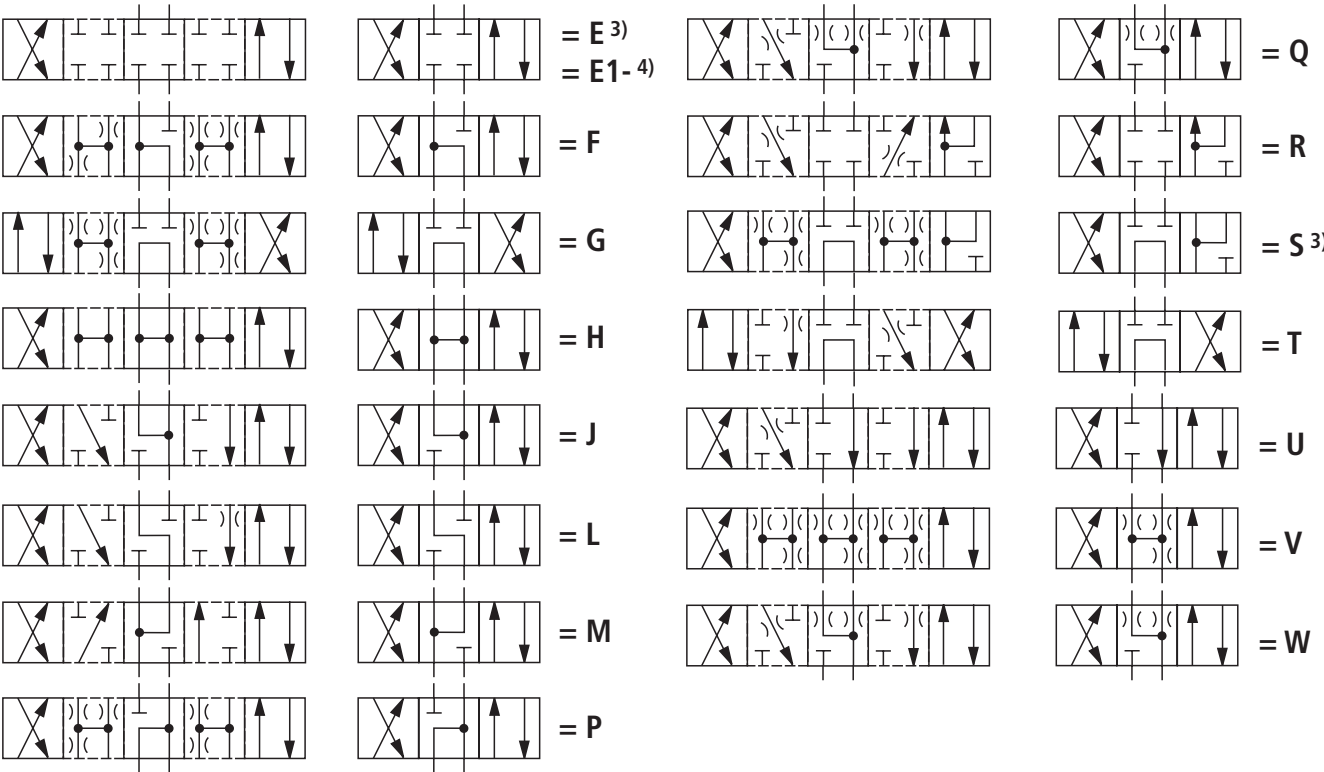 = E 3)
= E1- 4)
= F
= G
= H
= J
= L
= M
= P
= Q
= R
= S 3)
= T
= U
= V
= W